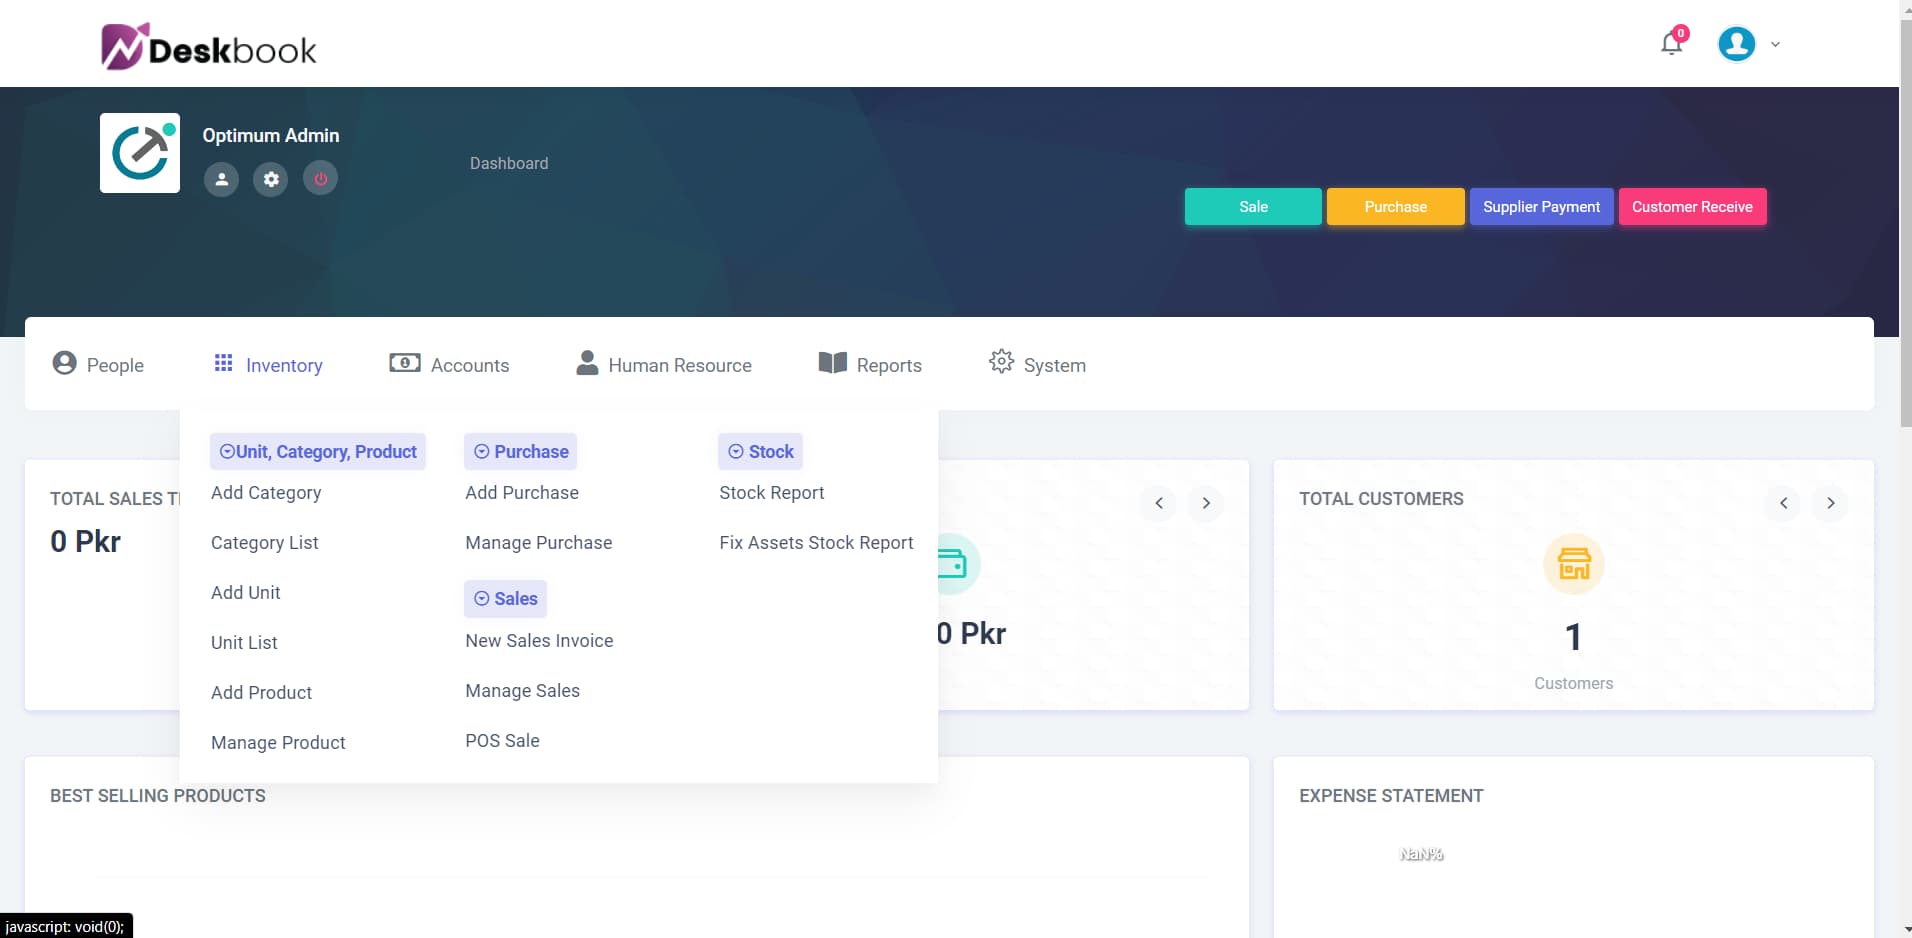 Deskbook
0
Optimum Admin
Dashboard
Sale
Purchase
Supplier Payment
Customer Receive
People
Inventory
Accounts
Human Resource
Reports
System
Unit, Category, Product
Add Category
Category List
Add Unit
Unit List
Add Product
Manage Product
Purchase
Add Purchase
Manage Purchase
Sales
New Sales Invoice
Manage Sales
POS Sale
Stock
Stock Report
Fix Assets Stock Report
TOTAL SALES
0 Pkr
0 Pkr
TOTAL CUSTOMERS
1
Customers
BEST SELLING PRODUCTS
EXPENSE STATEMENT
NaN%
javascript: void(0);